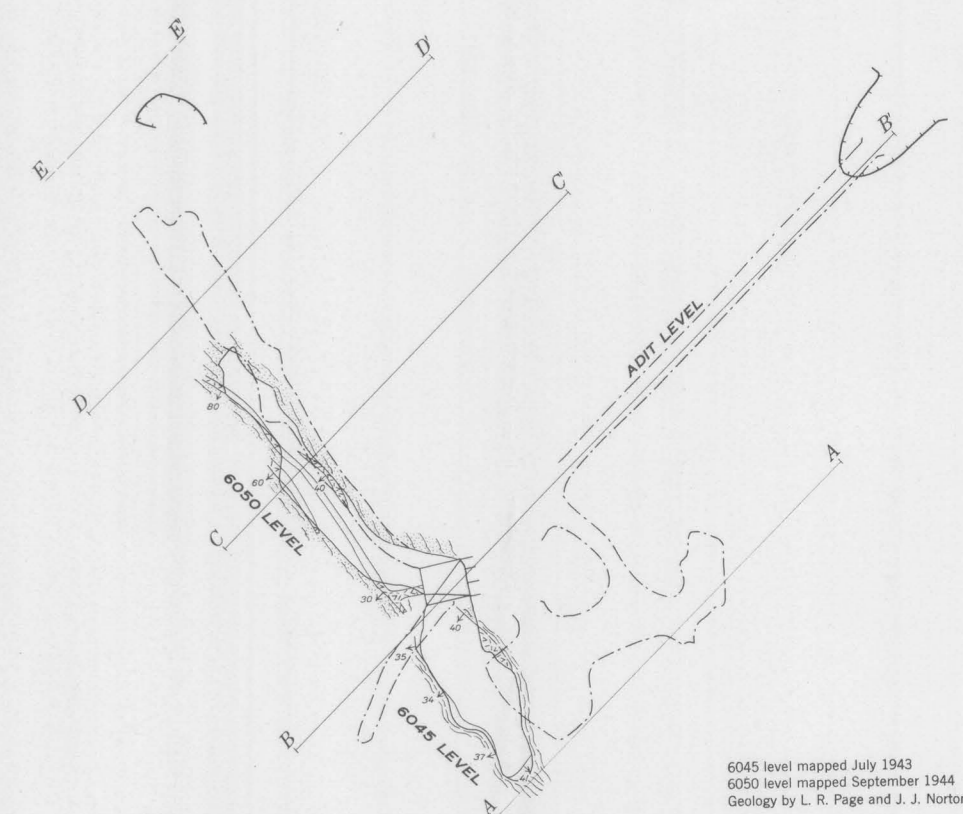 E'
D'
E
B'
C'
ADIT LEVEL
D
80
A
60
40
6050 LEVEL
C
30
40
35
34
6045 LEVEL
B
37
A
6045 level mapped July 1943
6050 level mapped September 1944
Geology by L. R. Page and J. J. Norton